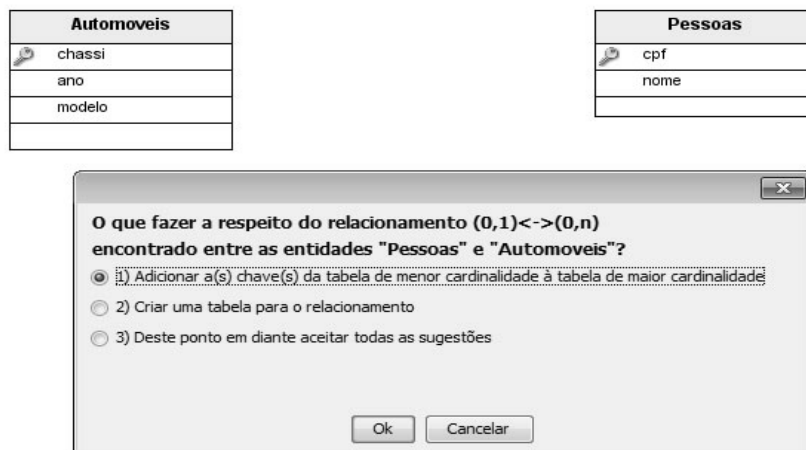 Automoveis
chassi
ano
modelo
Pessoas
cpf
nome
O que fazer a respeito do relacionamento (0,1)<->(0,n)
encontrado entre as entidades "Pessoas" e "Automoveis"?
1) Adicionar a(s) chave(s) da tabela de menor cardinalidade à tabela de maior cardinalidade
2) Criar uma tabela para o relacionamento
3) Deste ponto em diante aceitar todas as sugestões
Ok
Cancelar